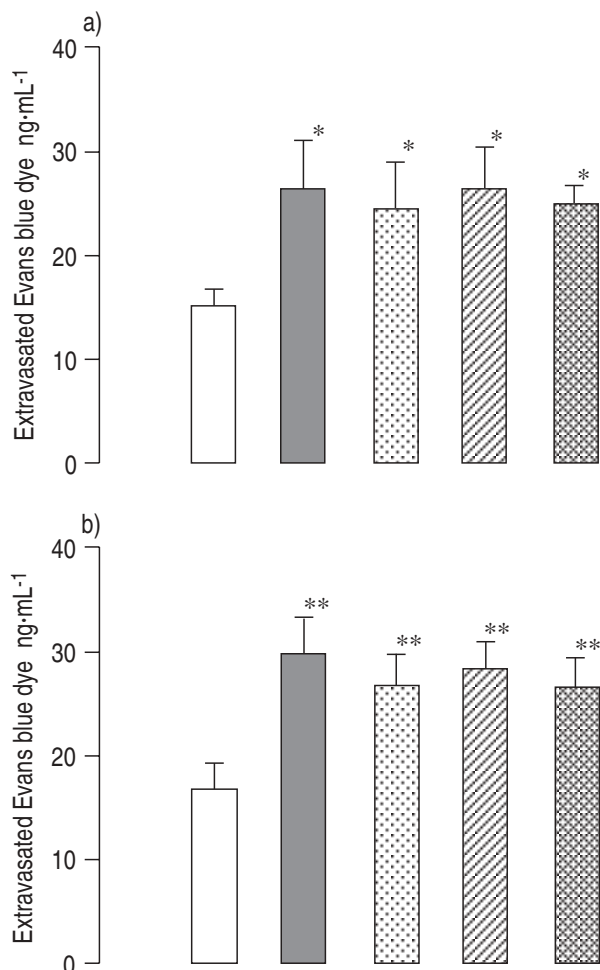 a)
Extravasated Evans blue dye ng·mL-1
40
30
20
10
0
* * * * *
b)
Extravasated Evans blue dye ng·mL-1
40
30
20
10
0
** ** ** **